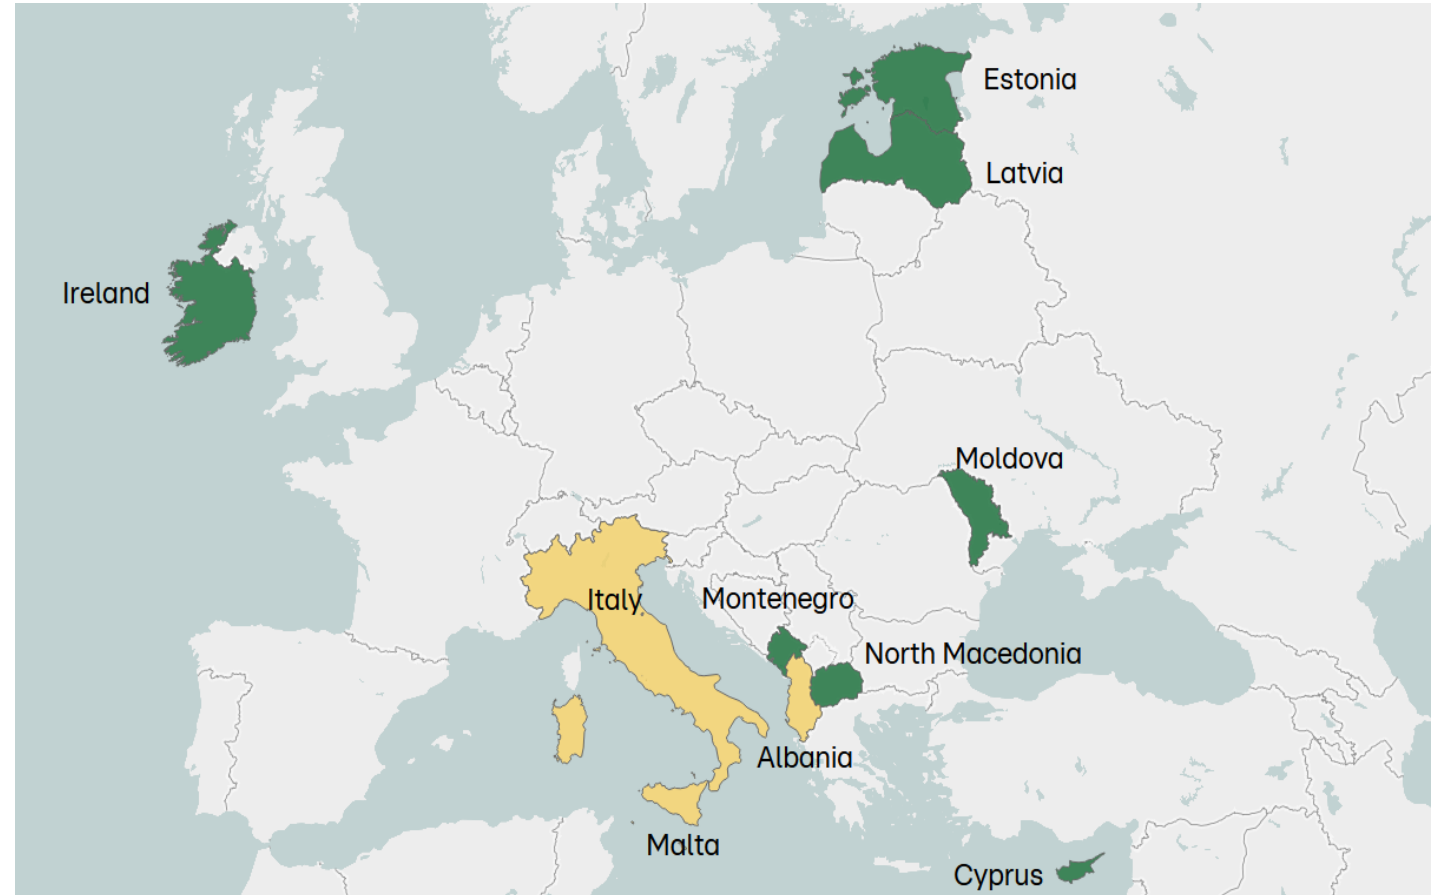 Estonia
Latvia
Ireland
Moldova
Italy
Montenegro
North Macedonia
Albania
Malta
Cyprus